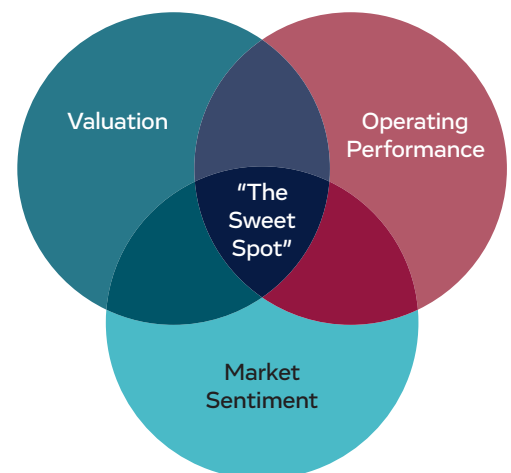 Valuation
Operating
Performance
"The
Sweet
Spot"
Market
Sentiment